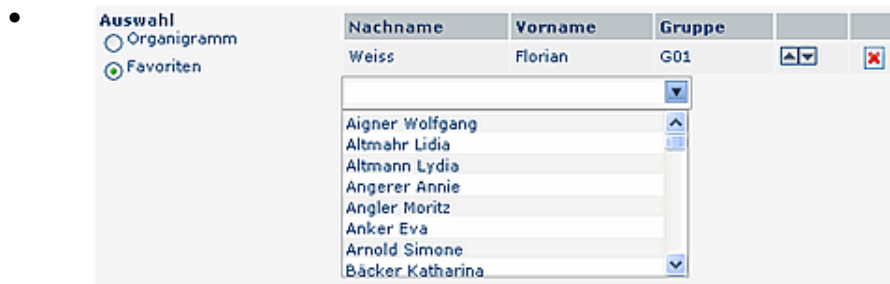 Auswahl
Organigramm
Favoriten
Nachname Vorname Gruppe
Weiss Florian G01
Aigner Wolfgang
Altmahr Lidia
Altmann Lydia
Angerer Annie
Angler Moritz
Anker Eva
Arnold Simone
Bäcker Katharina